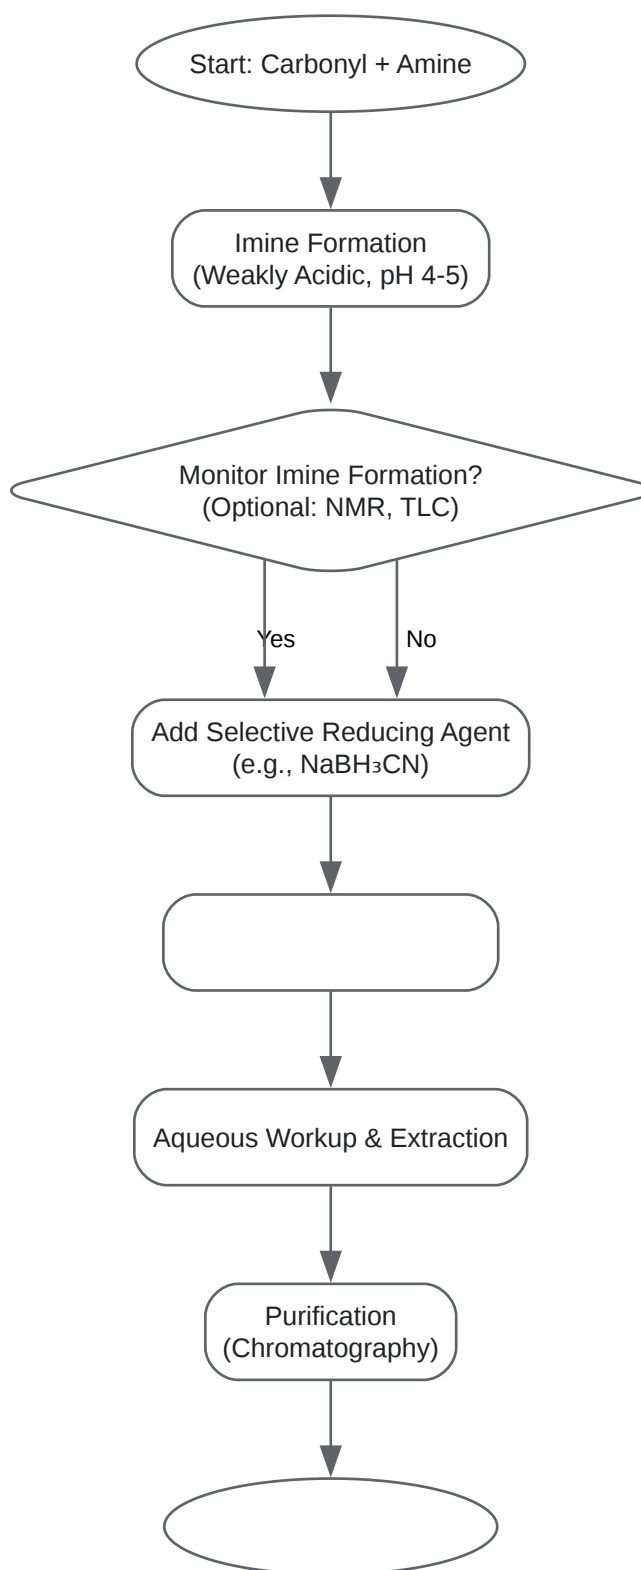 Start: Carbonyl + Amine
Imine Formation
(Weakly Acidic, pH 4-5)
Monitor Imine Formation?
(Optional: NMR, TLC)
Yes
No
Add Selective Reducing Agent
(e.g., NaBH₃CN)
Aqueous Workup & Extraction
Purification
(Chromatography)